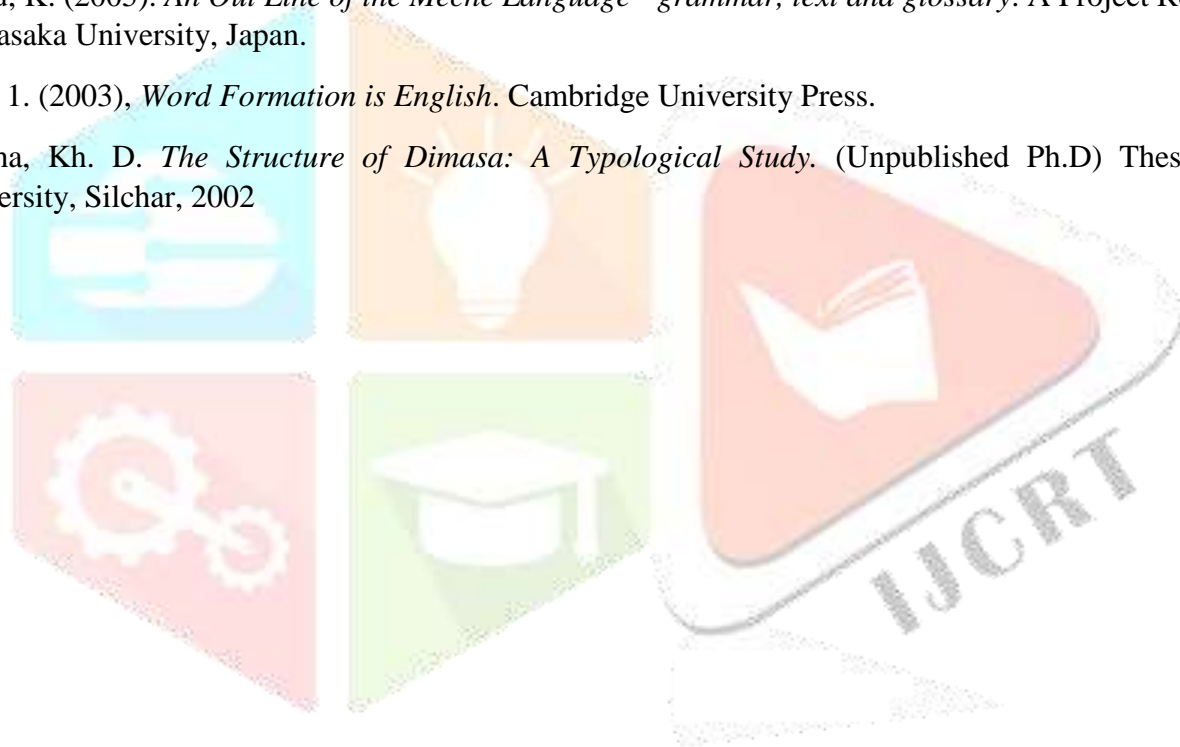 K. (2003). An Out Line of the Meche Language - grammar, text and glossary. A Project
asaka University, Japan.
1. (2003), Word Formation is English. Cambridge University Press.
na, Kh. D. The Structure of Dimasa: A Typological Study. (Unpublished Ph.D) Thes
ersity, Silchar, 2002
IJCRT